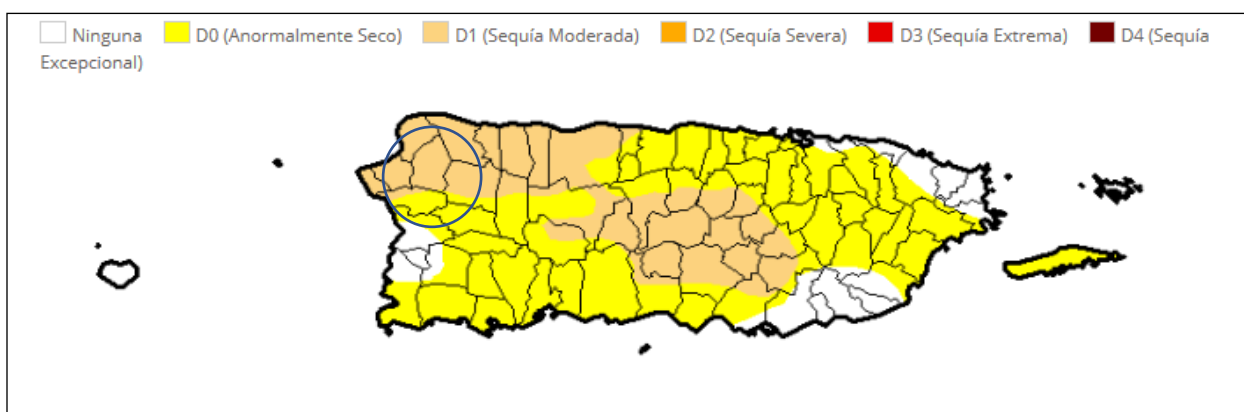 Ninguna D0 (Anormalmente Seco) D1 (Sequía Moderada) D2 (Sequía Severa) D3 (Sequía Extrema) D4 (Sequía
Excepcional)